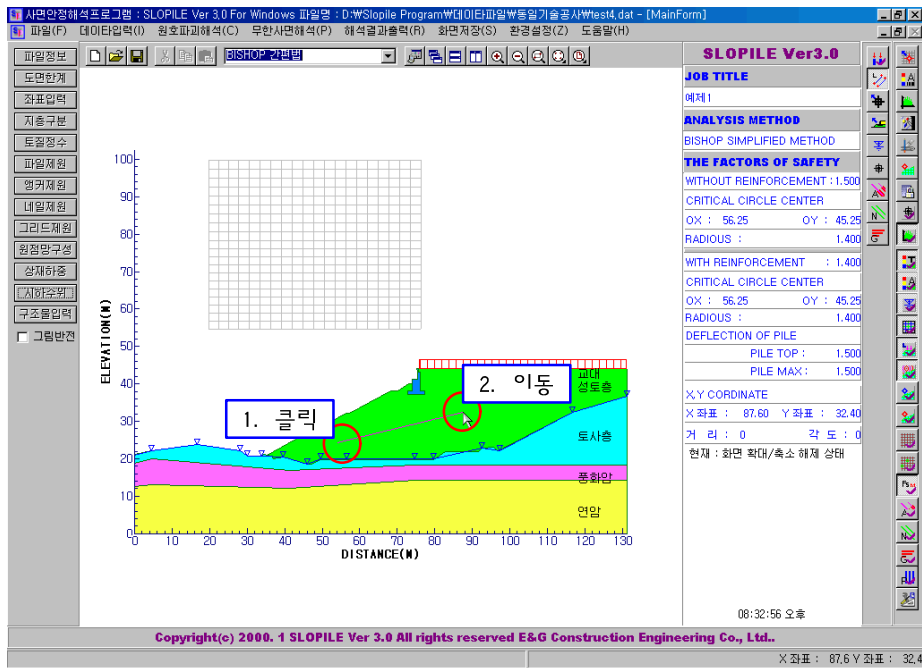 사면안정해석프로그램 : SLOPILE Ver 3,0 For Windows 파일명 : D:₩Slopile Program₩데이타파일₩동일기술공사₩test4,dat - [MainForm]
파일(F) 데이타입력(I) 원호파괴해석(C) 무한사면해석(P) 해석결과출력(R) 화면저장(S) 환경설정(Z) 도움말(H)
파일정보
도면한계
좌표입력
지층구분
토질정수
파일제원
앵커제원
네일제원
그리드제원
원점망구성
상재하중
지하수위
구조물입력
그림반전
BISHOP 간편법
ELEVATION(M)
100
90
80
70
60
50
40
30
20
10
0
0 10 20 30 40 50 60 70 80 90 100 110 120 130
DISTANCE(M)
1. 클릭
2. 이동
교대
성토층
토사층
풍화암
연암
SLOPILE Ver3.0
JOB TITLE
예제1
ANALYSIS METHOD
BISHOP SIMPLIFIED METHOD
THE FACTORS OF SAFETY
WITHOUT REINFORCEMENT : 1.500
CRITICAL CIRCLE CENTER
OX : 56.25 OY : 45.25
RADIOUS : 1.400
WITH REINFORCEMENT : 1.400
CRITICAL CIRCLE CENTER
OX : 56.25 OY : 45.25
RADIOUS : 1.400
DEFLECTION OF PILE
PILE TOP : 1.500
PILE MAX : 1.500
X,Y CORDINATE
X 좌표 : 87.60 Y 좌표 : 32.40
거 리 : 0 각 도 : 0
현재 : 화면 확대/축소 해제 상태
08:32:56 오후
Copyright(c) 2000. 1 SLOPILE Ver 3.0 All rights reserved E&G Construction Engineering Co., Ltd..
X 좌표 : 87,6 Y 좌표 : 32,4